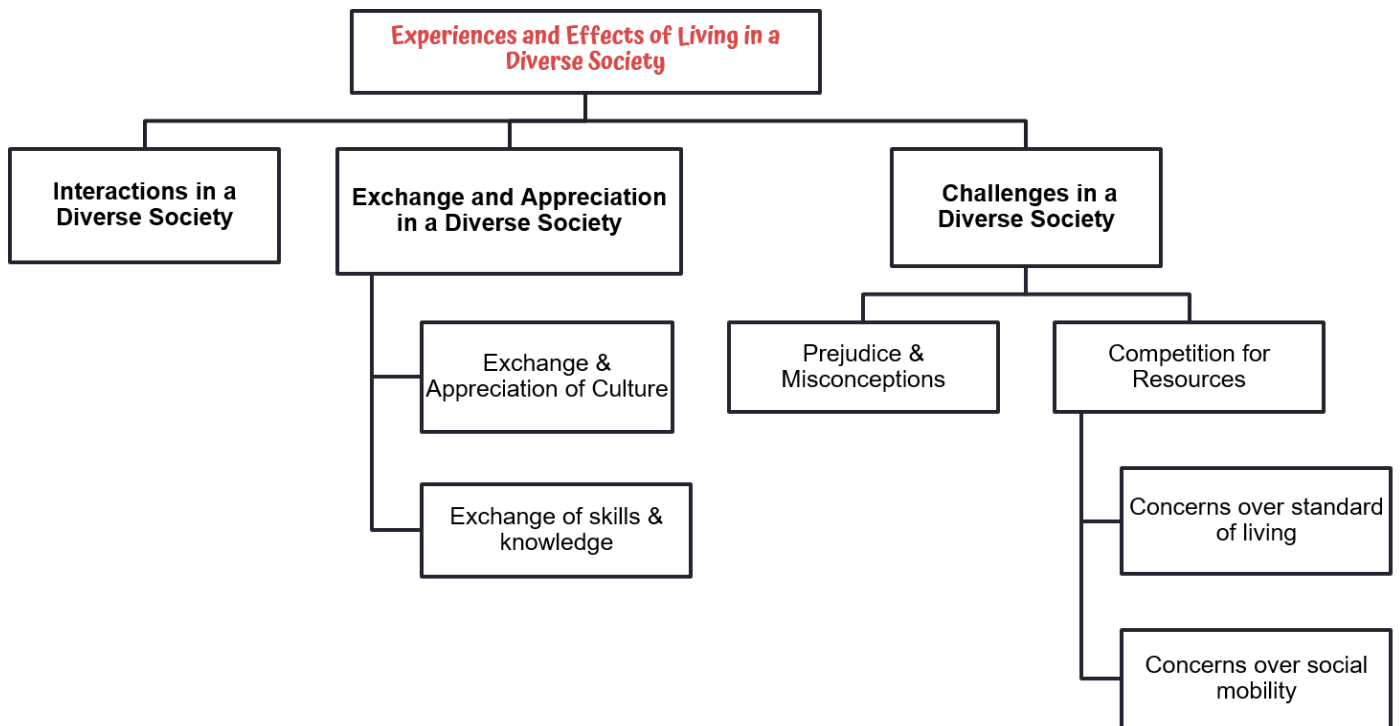 Experiences and Effects of Living in a
Diverse Society
Interactions in a
Diverse Society
Exchange and Appreciation
in a Diverse Society
Challenges in a
Diverse Society
Exchange &
Appreciation of Culture
Exchange of skills &
knowledge
Prejudice &
Misconceptions
Competition for
Resources
Concerns over standard
of living
Concerns over social
mobility